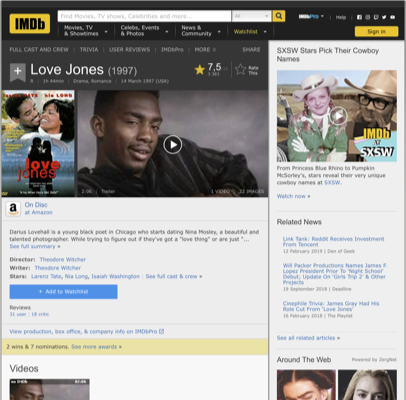 IMDb
Find Movies, TV shows, Celebrities and more...
All
IMDbPro
Help
Movies, TV & Showtimes
Celebs, Events & Photos
News & Community
Watchlist
Sign in
FULL CAST AND CREW | TRIVIA | USER REVIEWS | IMDbPro | MORE
SHARE
+
Love Jones (1997)
7,5
Rate This
R | 1h 44min | Drama, Romance | 14 March 1997 (USA)
NIA LONG
love jones
2:06 | Trailer
1 VIDEO
22 IMAGES
a
On Disc
at Amazon
Darius Lovehall is a young black poet in Chicago who starts dating Nina Mosley, a beautiful and
talented photographer. While trying to figure out if they've got a "love thing" or are just "...
See full summary »
Director: Theodore Witcher
Writer: Theodore Witcher
Stars: Larenz Tate, Nia Long, Isaiah Washington | See full cast & crew »
+ Add to Watchlist
Reviews
31 user | 18 critic
View production, box office, & company info on IMDbPro
2 wins & 7 nominations. See more awards »
Videos
SXSW Stars Pick Their Cowboy
Names
IMDb
AT
SXSW
From Princess Blue Rhino to Pumpkin
McSorley's, stars reveal their very unique
cowboy names at SXSW.
Watch now »
Related News
Link Tank: Reddit Receives Investment
From Tencent
12 February 2019 | Den of Geek
Will Packer Productions Names James F.
Lopez President Prior To 'Night School'
Debut; Update On 'Girls Trip 2' & Other
Projects
19 September 2018 | Deadline
Cinephile Trivia: James Gray Had His
Role Cut From 'Love Jones'
16 February 2018 | The Playlist
See all related articles »
Around The Web
Powered by ZergNet